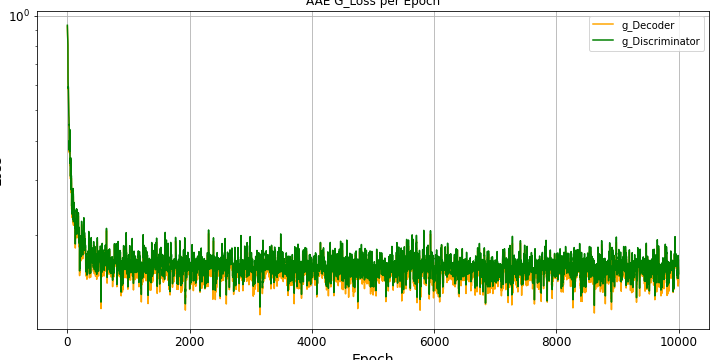 AAE G_Loss per Epoch
10⁰
g_Decoder
g_Discriminator
0 2000 4000 6000 8000 10000
Epoch